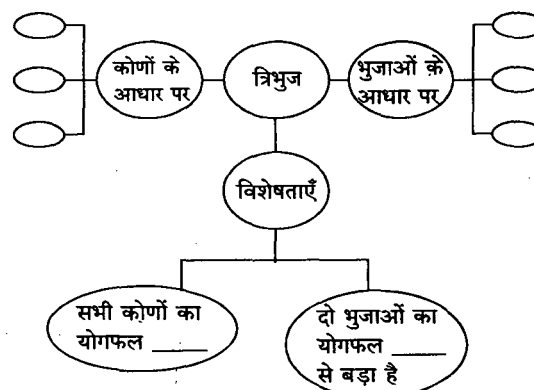 कोणों के
आधार पर
त्रिभुज
भुजाओं के
आधार पर
विशेषताएँ
सभी कोणों का
योगफल _____
दो भुजाओं का
योगफल _____
से बड़ा है